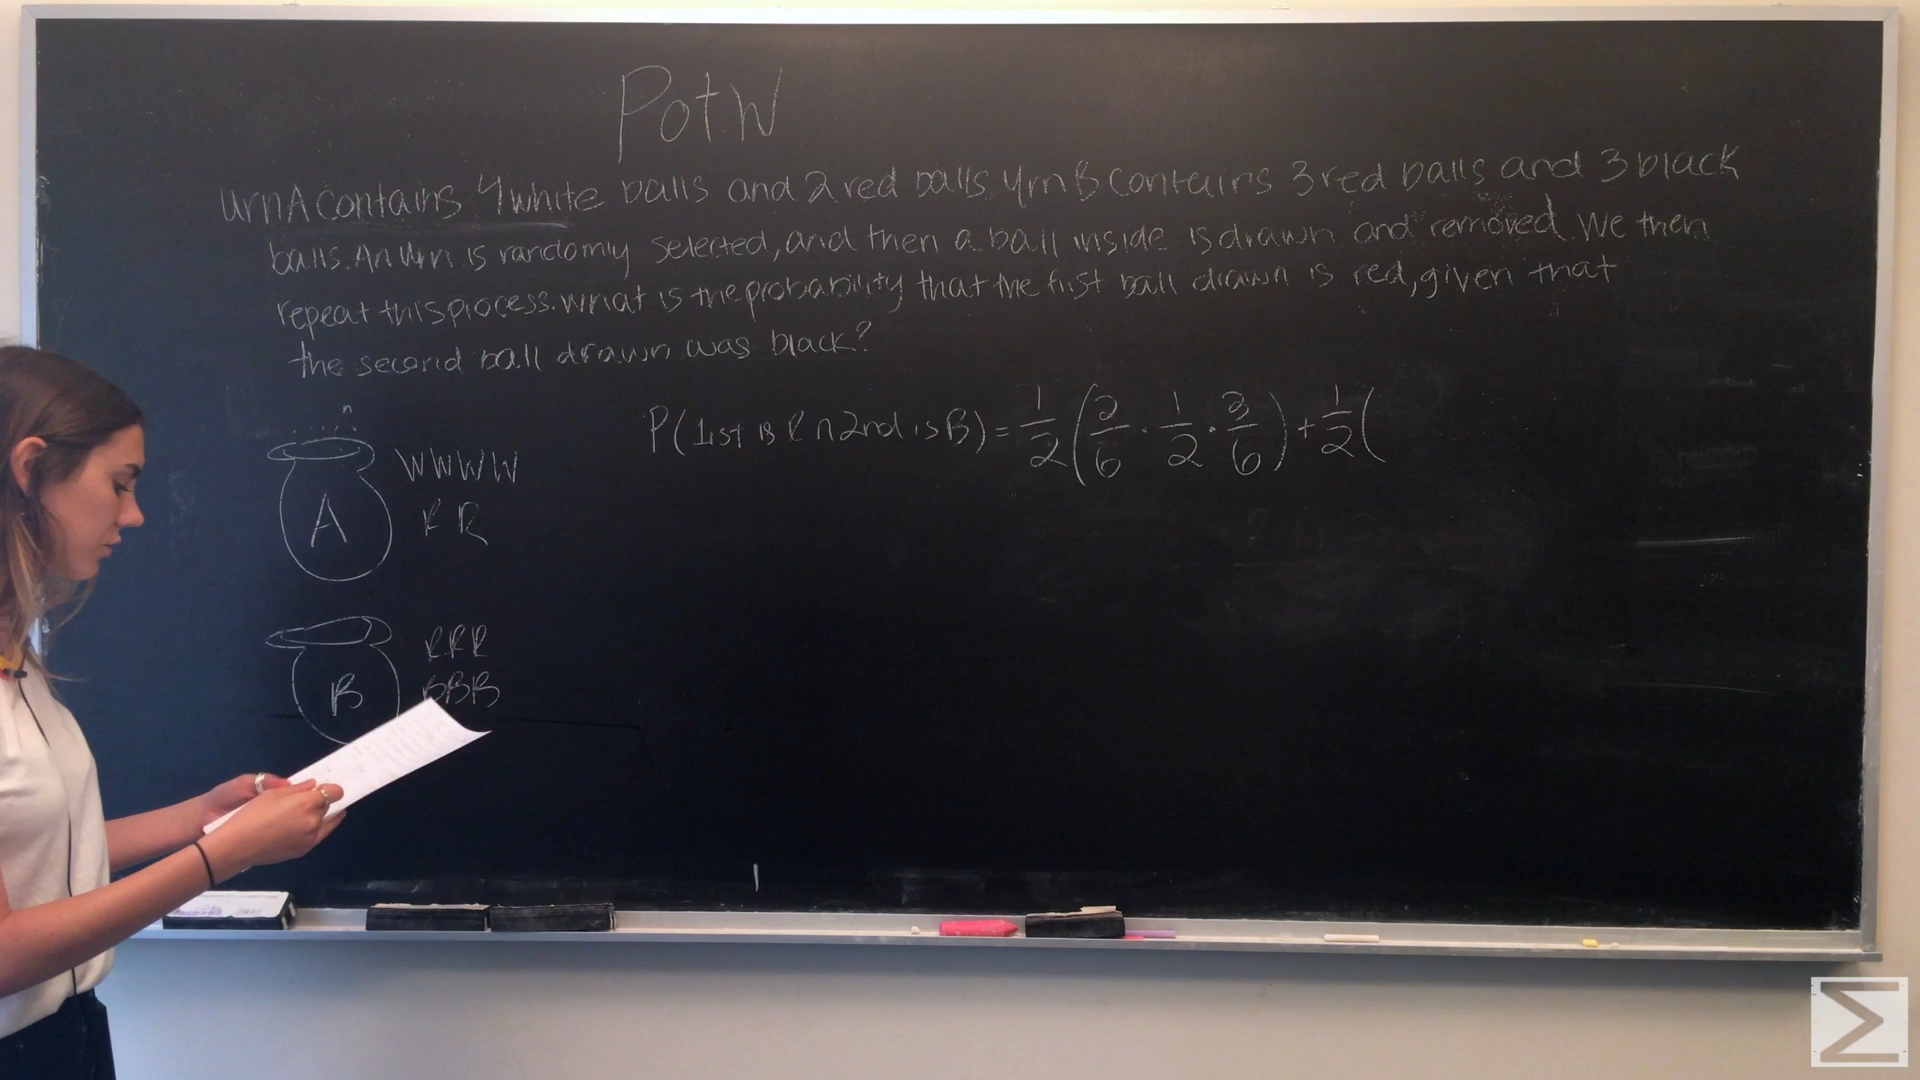 PotW
Urn A contains 4 white balls and 2 red balls. Urn B contains 3 red balls and 3 black
balls. An Urn is randomly selected, and then a ball inside is drawn and removed. We then
repeat this process. What is the probability that the first ball drawn is red, given that
the second ball drawn was black?
P(1ist is R ∩ 2nd is B) = 1/2 (2/6 · 1/2 · 3/6) + 1/2 (
A
WWWW
RR
B
RRR
BBB
Σ